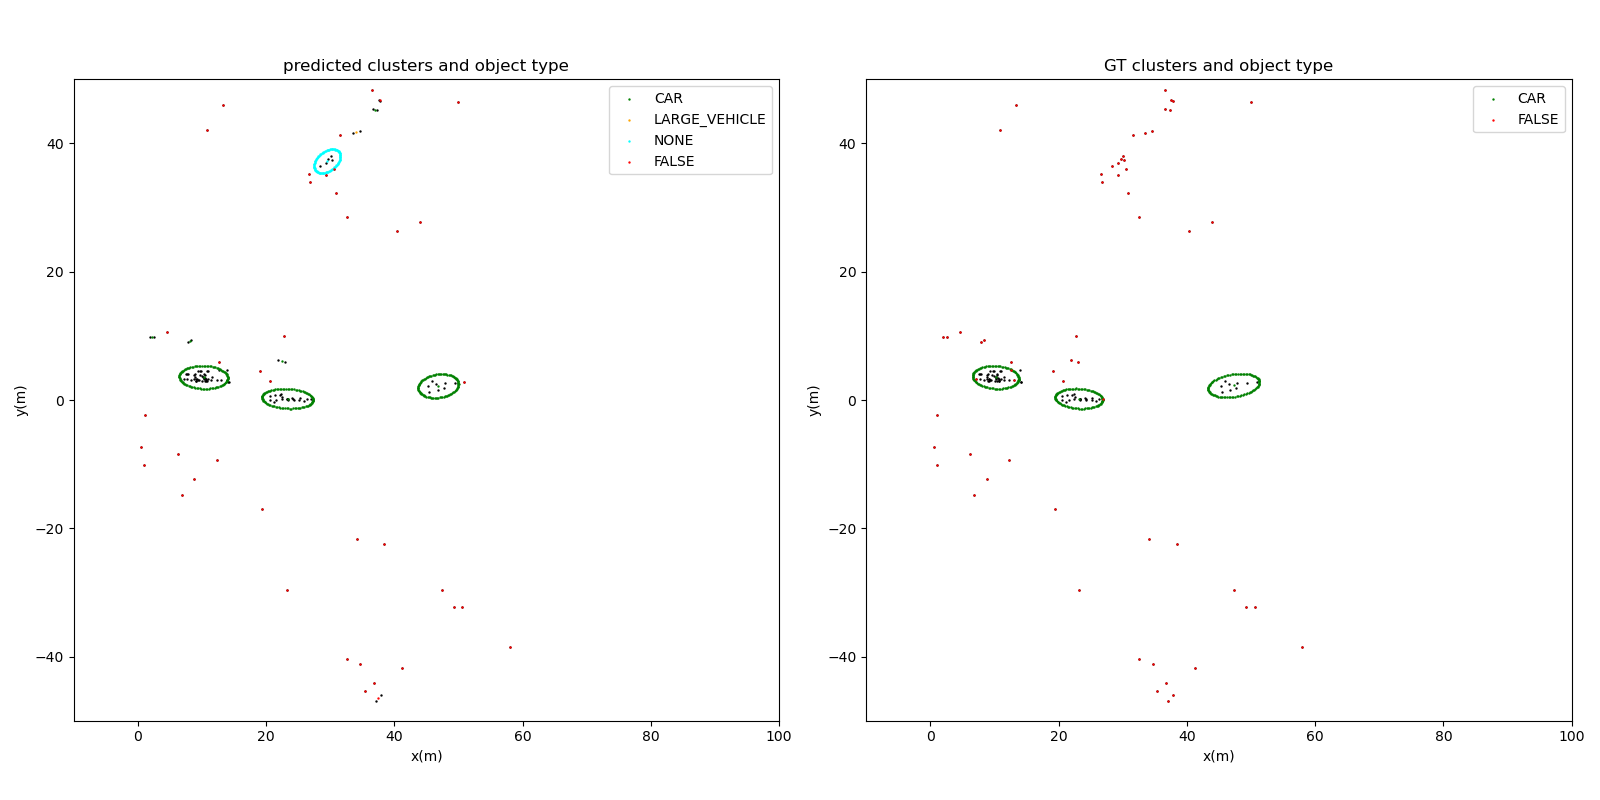 predicted clusters and object type
CAR
LARGE_VEHICLE
NONE
FALSE
40
20
0
−20
−40
y(m)
0 20 40 60 80 100
x(m)
GT clusters and object type
CAR
FALSE
40
20
0
−20
−40
y(m)
0 20 40 60 80 100
x(m)